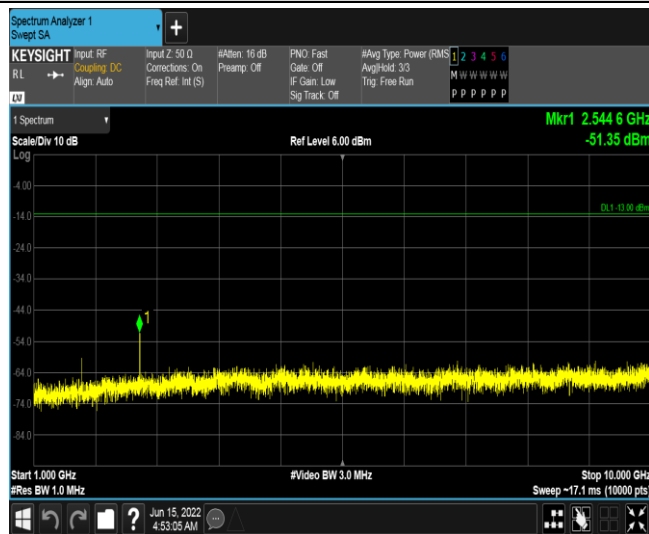 Spectrum Analyzer 1
Swept SA
KEYSIGHT
RL
LXI
Input: RF
Coupling: DC
Align: Auto
Input Z: 50 Ω
Corrections: On
Freq Ref: Int (S)
#Atten: 16 dB
Preamp: Off
PNO: Fast
Gate: Off
IF Gain: Low
Sig Track: Off
#Avg Type: Power (RMS
Avg|Hold: 3/3
Trig: Free Run
1 2 3 4 5 6
M W W W W W
P P P P P P
1 Spectrum
Mkr1 2.544 6 GHz
-51.35 dBm
Scale/Div 10 dB
Ref Level 6.00 dBm
Log
-4.00
DL1 -13.00 dBm
-14.0
-24.0
-34.0
-44.0
1
-54.0
-64.0
-74.0
-84.0
Start 1.000 GHz
#Video BW 3.0 MHz
Stop 10.000 GHz
#Res BW 1.0 MHz
Sweep ~17.1 ms (10000 pts)
?
Jun 15, 2022
4:53:05 AM